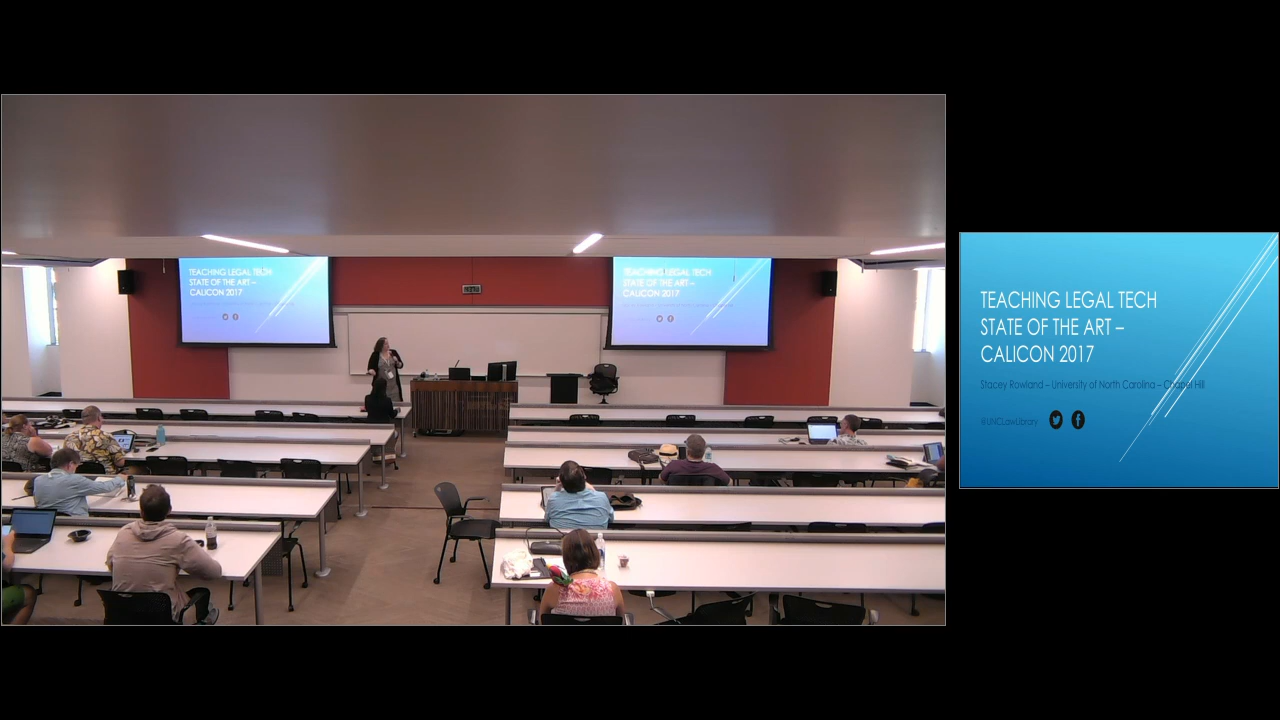 TEACHING LEGAL TECH
STATE OF THE ART –
CALICON 2017
TEACHING LEGAL TECH
STATE OF THE ART –
CALICON 2017
TEACHING LEGAL TECH
STATE OF THE ART –
CALICON 2017
Stacey Rowland – University of North Carolina – Chapel Hill
@UNCLawLibrary